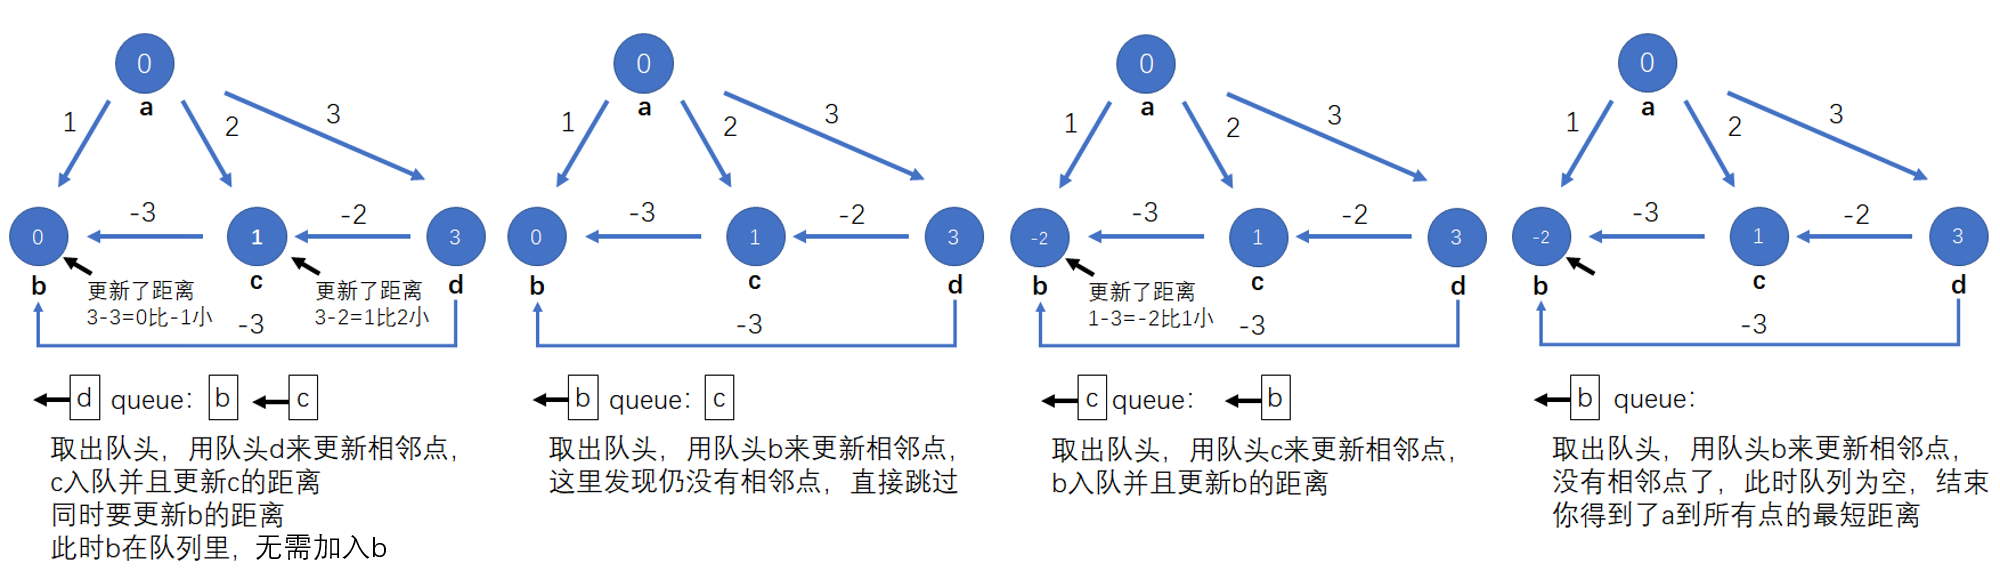 0
a
1
2
3
-3
-2
0
1
3
b
c
d
更新了距离
3-3=0比-1小
更新了距离
3-2=1比2小
-3
d queue: b c
取出队头，用队头d来更新相邻点，
c入队并且更新c的距离
同时要更新b的距离
此时b在队列里，无需加入b
0
a
1
2
3
-3
-2
0
1
3
b
c
d
-3
b queue: c
取出队头，用队头b来更新相邻点，
这里发现仍没有相邻点，直接跳过
0
a
1
2
3
-3
-2
-2
1
3
b
c
d
更新了距离
1-3=-2比1小
-3
c queue: b
取出队头，用队头c来更新相邻点，
b入队并且更新b的距离
0
a
1
2
3
-3
-2
-2
1
3
b
c
d
-3
b queue:
取出队头，用队头b来更新相邻点，
没有相邻点了，此时队列为空，结束
你得到了a到所有点的最短距离